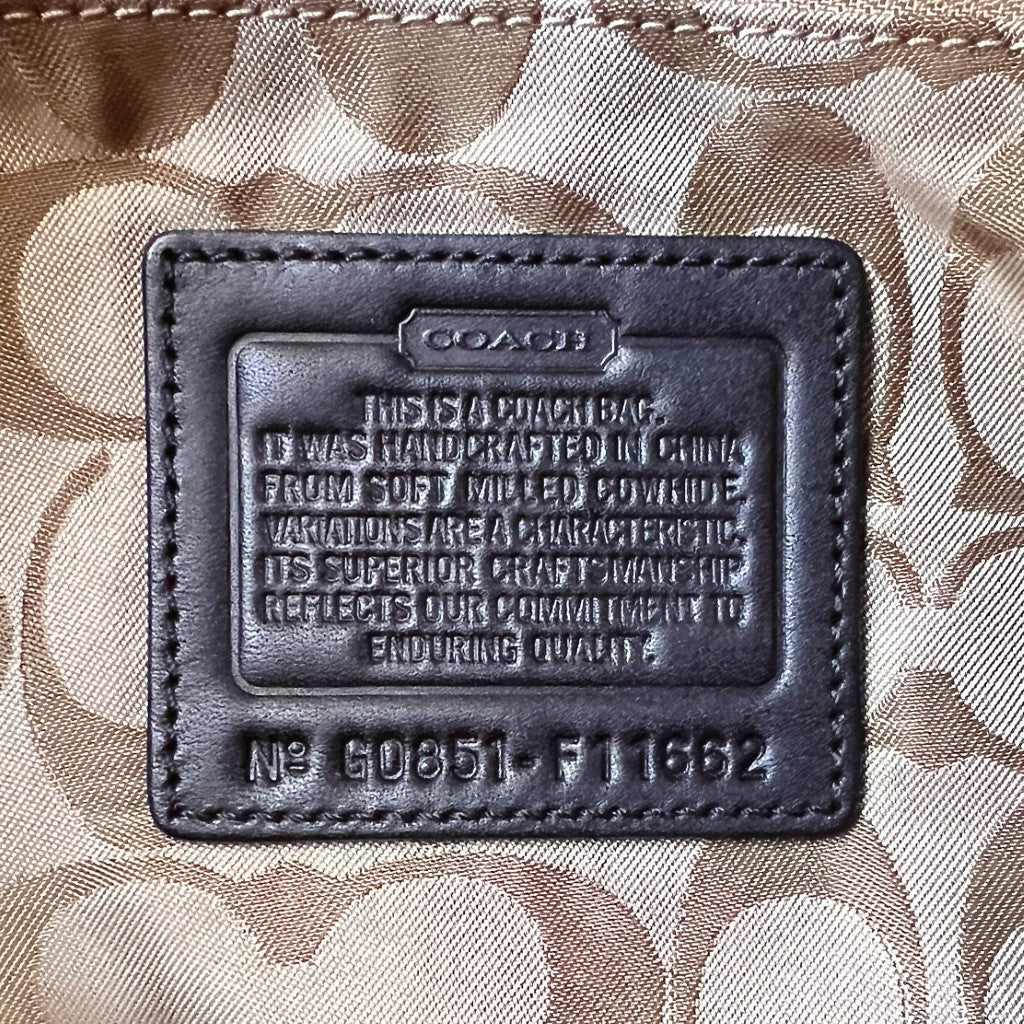 COACH
THIS IS A COACH BAG.
IT WAS HANDCRAFTED IN CHINA
FROM SOFT MILLED COWHIDE.
VARIATIONS ARE A CHARACTERISTIC.
ITS SUPERIOR CRAFTSMANSHIP
REFLECTS OUR COMMITMENT TO
ENDURING QUALITY.
Nº G0851-F11662